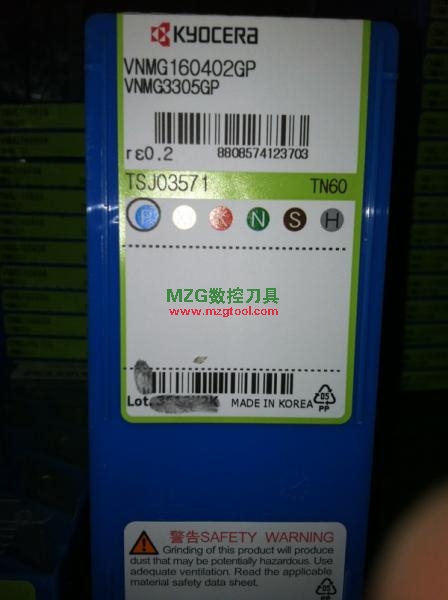 KYOCERA
VNMG160402GP
VNMG3305GP
rε0.2
8808574123703
TSJ03571 TN60
P K N S H
MZG数控刀具
www.mzgtool.com
Lot. MADE IN KOREA
05
PP
警告SAFETY WARNING
Grinding of this product will produce
dust that may be potentially hazardous. Use
adequate ventilation. Read the applicable
material safety data sheet.
05